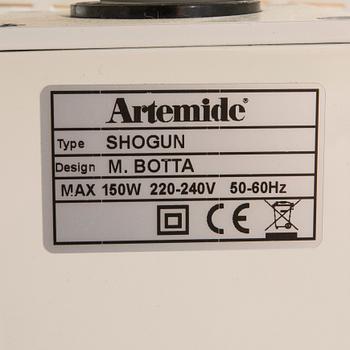 Artemide®
Type SHOGUN
Design M. BOTTA
MAX 150W 220-240V 50-60Hz
CE